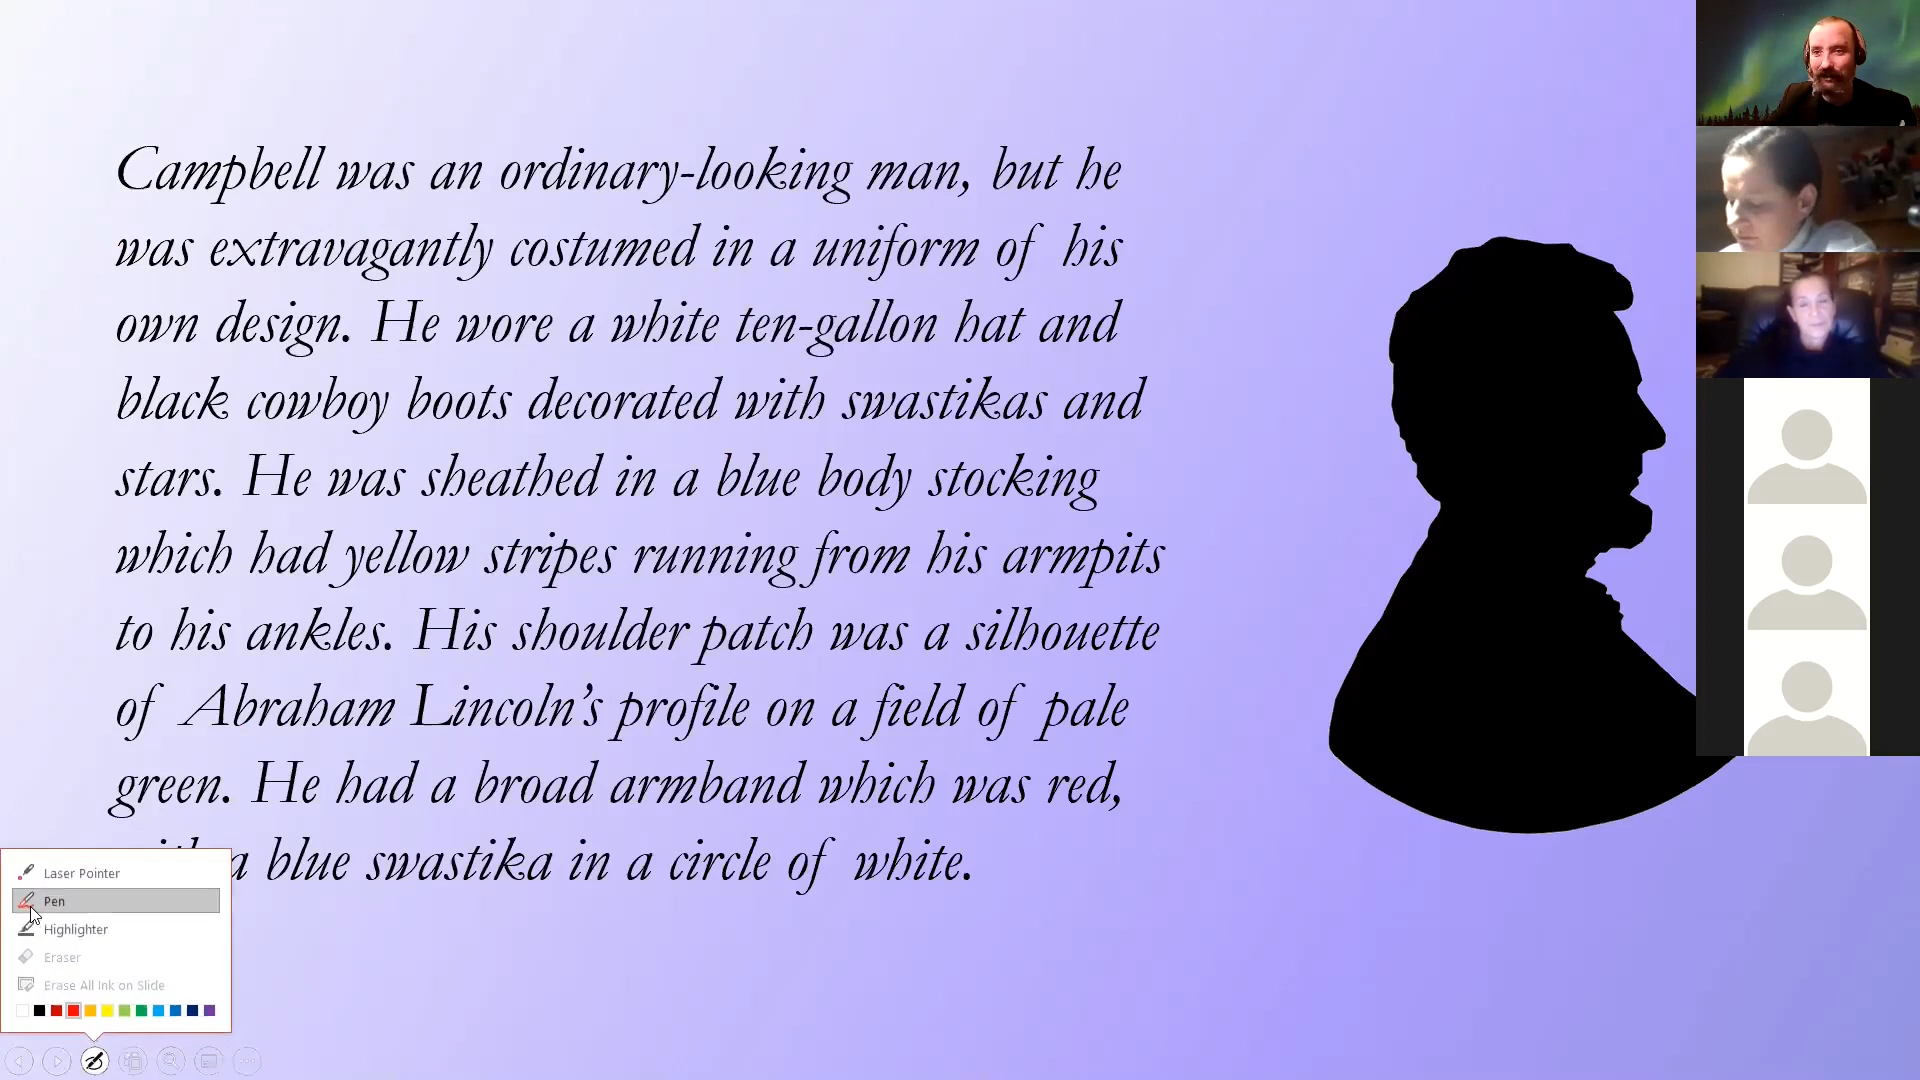 Campbell was an ordinary-looking man, but he
was extravagantly costumed in a uniform of his
own design. He wore a white ten-gallon hat and
black cowboy boots decorated with swastikas and
stars. He was sheathed in a blue body stocking
which had yellow stripes running from his armpits
to his ankles. His shoulder patch was a silhouette
of Abraham Lincoln’s profile on a field of pale
green. He had a broad armband which was red,
a blue swastika in a circle of white.
Laser Pointer
Pen
Highlighter
Eraser
Erase All Ink on Slide